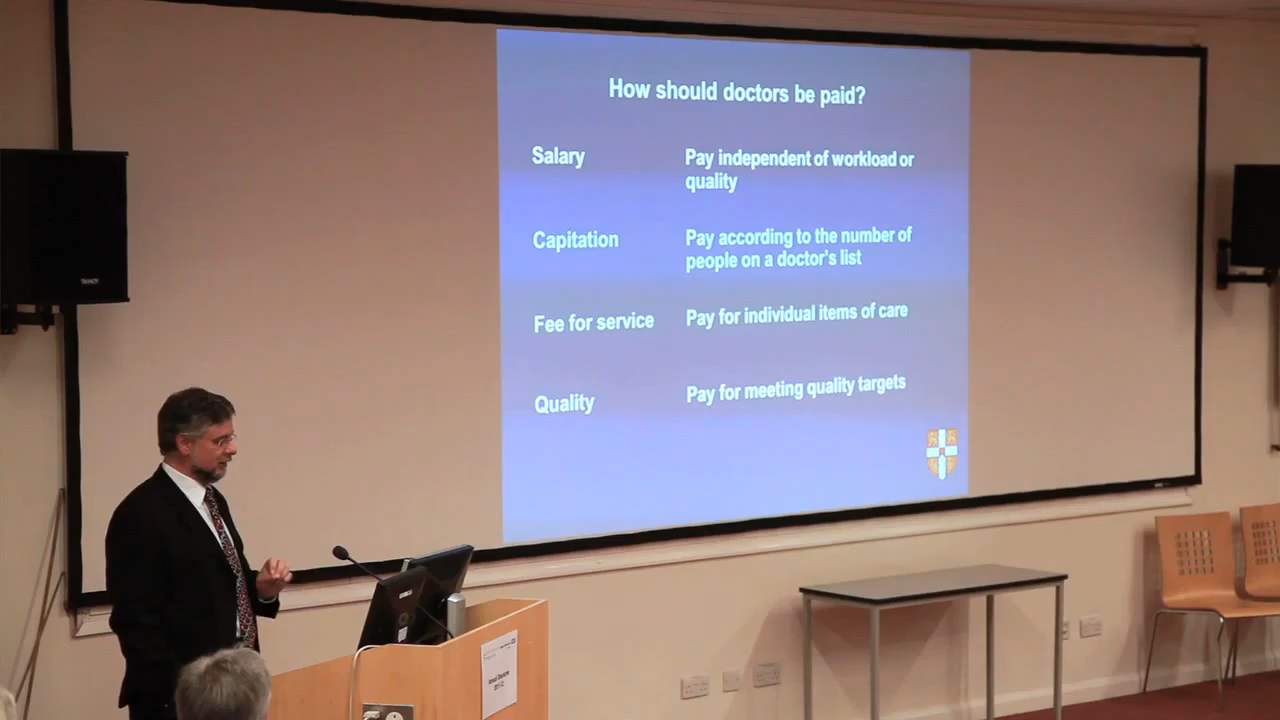 How should doctors be paid?
Salary
Pay independent of workload or
quality
Capitation
Pay according to the number of
people on a doctor's list
Fee for service
Pay for individual items of care
Quality
Pay for meeting quality targets